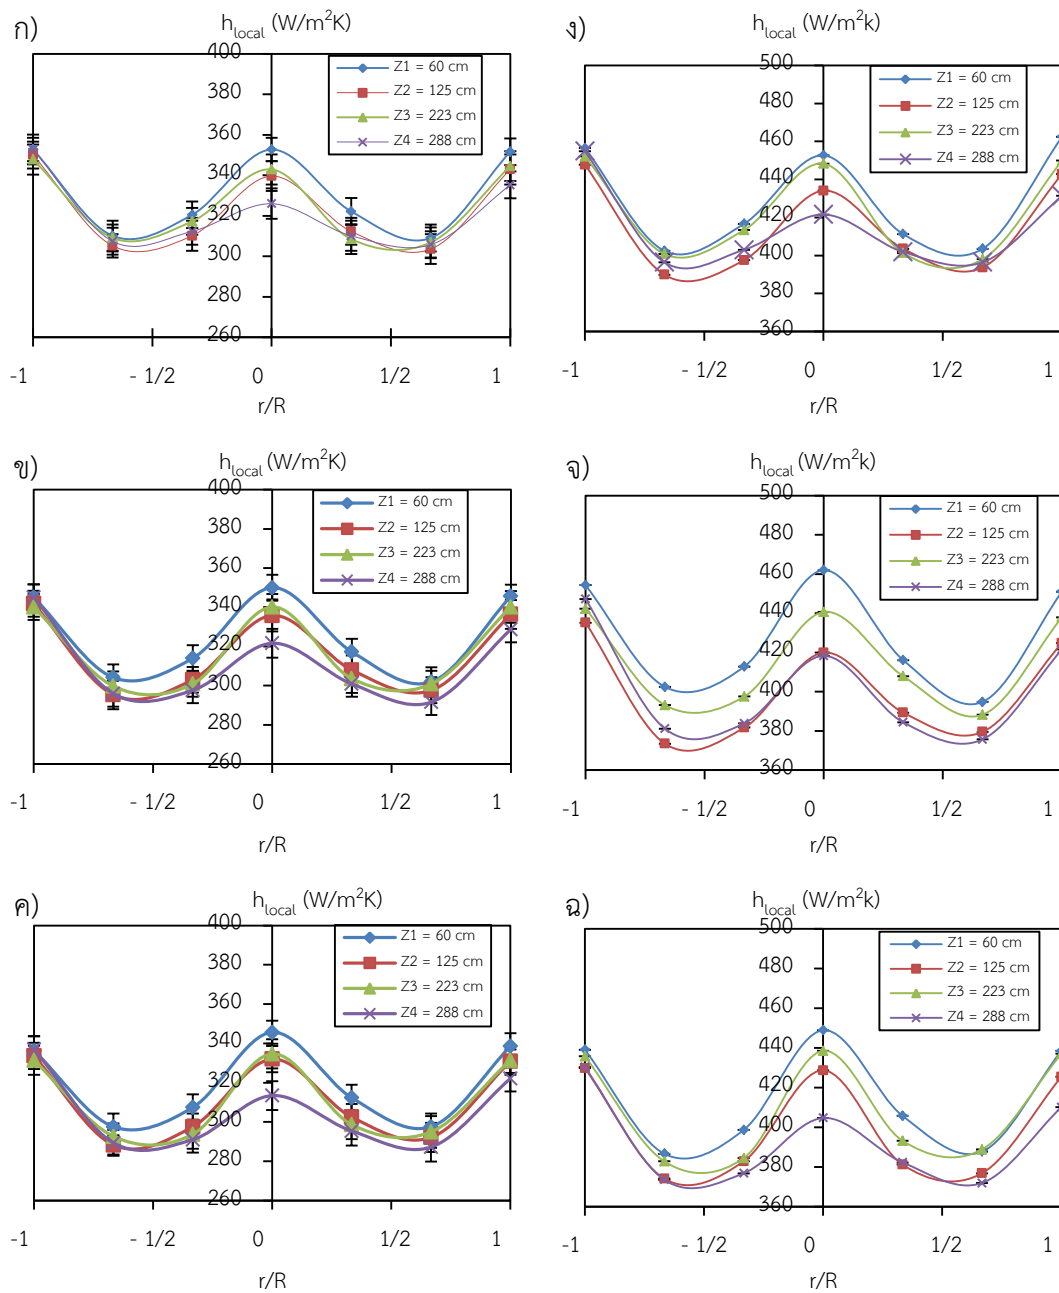 ก)
h_local (W/m²K)
400
380
360
340
320
300
280
260
Z1 = 60 cm
Z2 = 125 cm
Z3 = 223 cm
Z4 = 288 cm
-1
- 1/2
0
1/2
1
r/R
ง)
h_local (W/m²k)
500
480
460
440
420
400
380
360
Z1 = 60 cm
Z2 = 125 cm
Z3 = 223 cm
Z4 = 288 cm
-1
- 1/2
0
1/2
1
r/R
ข)
h_local (W/m²K)
400
380
360
340
320
300
280
260
Z1 = 60 cm
Z2 = 125 cm
Z3 = 223 cm
Z4 = 288 cm
-1
- 1/2
0
1/2
1
r/R
จ)
h_local (W/m²k)
500
480
460
440
420
400
380
360
Z1 = 60 cm
Z2 = 125 cm
Z3 = 223 cm
Z4 = 288 cm
-1
- 1/2
0
1/2
1
r/R
ค)
h_local (W/m²K)
400
380
360
340
320
300
280
260
Z1 = 60 cm
Z2 = 125 cm
Z3 = 223 cm
Z4 = 288 cm
-1
- 1/2
0
1/2
1
r/R
ฉ)
h_local (W/m²k)
500
480
450
440
420
400
380
360
Z1 = 60 cm
Z2 = 125 cm
Z3 = 223 cm
Z4 = 288 cm
-1
- 1/2
0
1/2
1
r/R